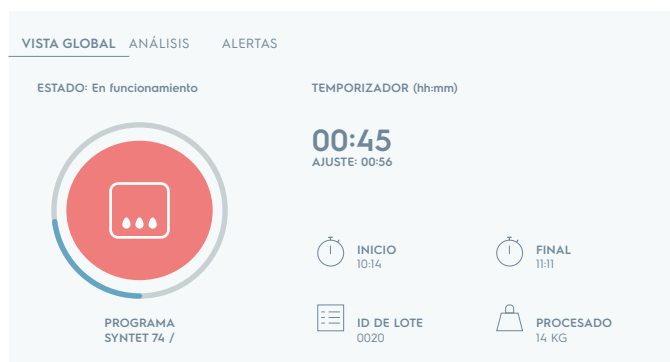 VISTA GLOBAL ANÁLISIS ALERTAS
ESTADO: En funcionamiento
TEMPORIZADOR (hh:mm)
00:45
AJUSTE: 00:56
INICIO
10:14
FINAL
11:11
PROGRAMA
SYNTET 74 /
ID DE LOTE
0020
PROCESADO
14 KG